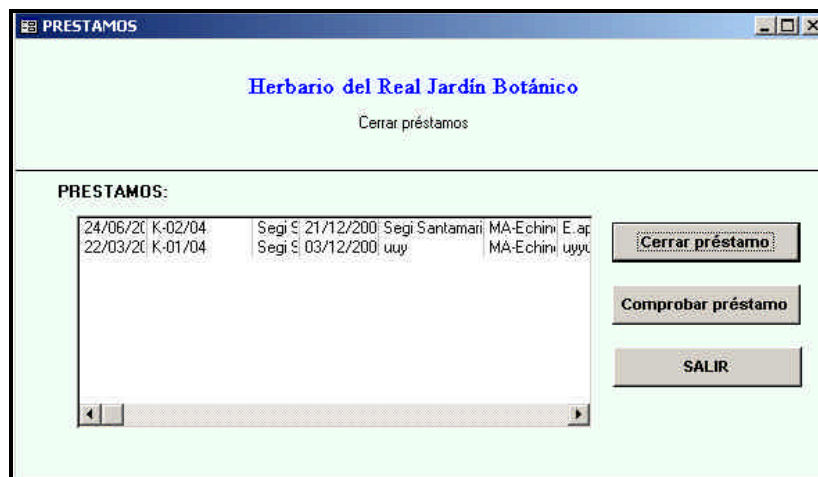 PRESTAMOS
Herbario del Real Jardín Botánico
Cerrar préstamos
PRESTAMOS:
24/06/20 K-02/04 Segi S 21/12/200 Segi Santamari MA-Echin E.ap
22/03/20 K-01/04 Segi S 03/12/200 uuy MA-Echin
Cerrar préstamo
Comprobar préstamo
SALIR